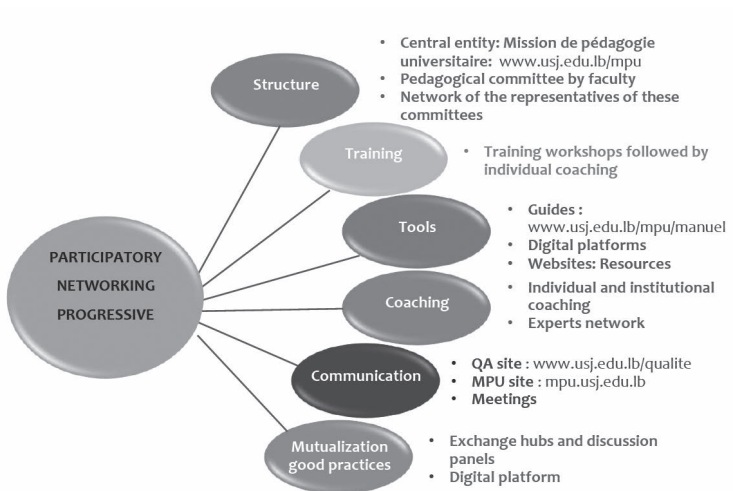 PARTICIPATORY
NETWORKING
PROGRESSIVE
Structure
• Central entity: Mission de pédagogie
universitaire: www.usj.edu.lb/mpu
• Pedagogical committee by faculty
• Network of the representatives of these
committees
Training
• Training workshops followed by
individual coaching
Tools
• Guides :
www.usj.edu.lb/mpu/manuel
• Digital platforms
• Websites: Resources
Coaching
• Individual and institutional
coaching
• Experts network
Communication
• QA site : www.usj.edu.lb/qualite
• MPU site : mpu.usj.edu.lb
• Meetings
Mutualization
good practices
• Exchange hubs and discussion
panels
• Digital platform